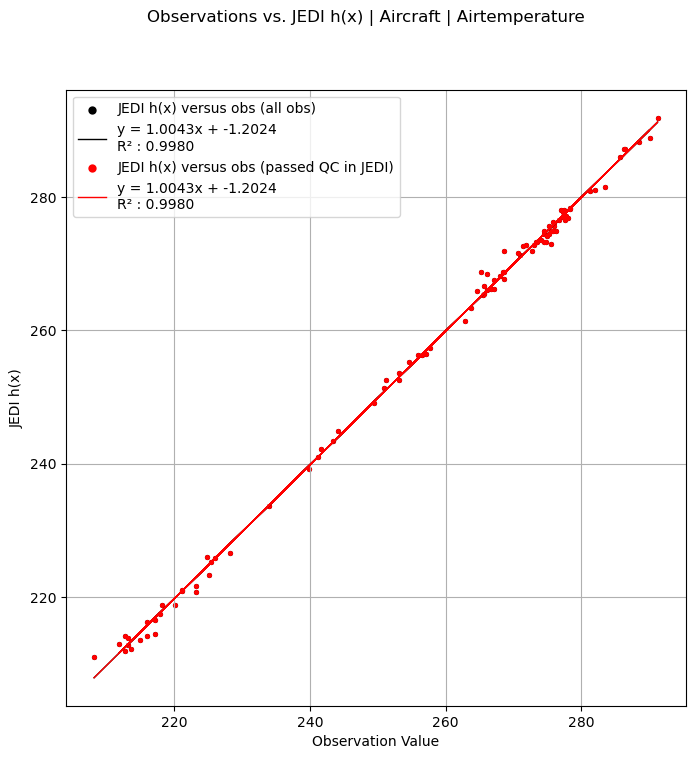 Observations vs. JEDI h(x) | Aircraft | Airtemperature
JEDI h(x) versus obs (all obs)
y = 1.0043x + -1.2024
R² : 0.9980
JEDI h(x) versus obs (passed QC in JEDI)
y = 1.0043x + -1.2024
R² : 0.9980
JEDI h(x)
280
260
240
220
220 240 260 280
Observation Value